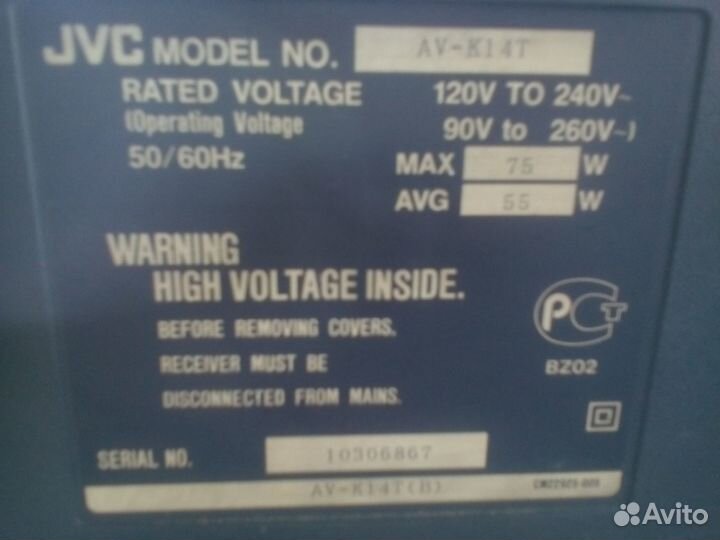 JVC MODEL NO. AV-K14T
RATED VOLTAGE 120V TO 240V~
(Operating Voltage 90V to 260V~)
50/60Hz MAX 75 W
AVG 55 W
WARNING
HIGH VOLTAGE INSIDE.
BEFORE REMOVING COVERS,
RECEIVER MUST BE
DISCONNECTED FROM MAINS.
PCT
BZ02
SERIAL NO. 10306867
AV-K14T(B)
Avito